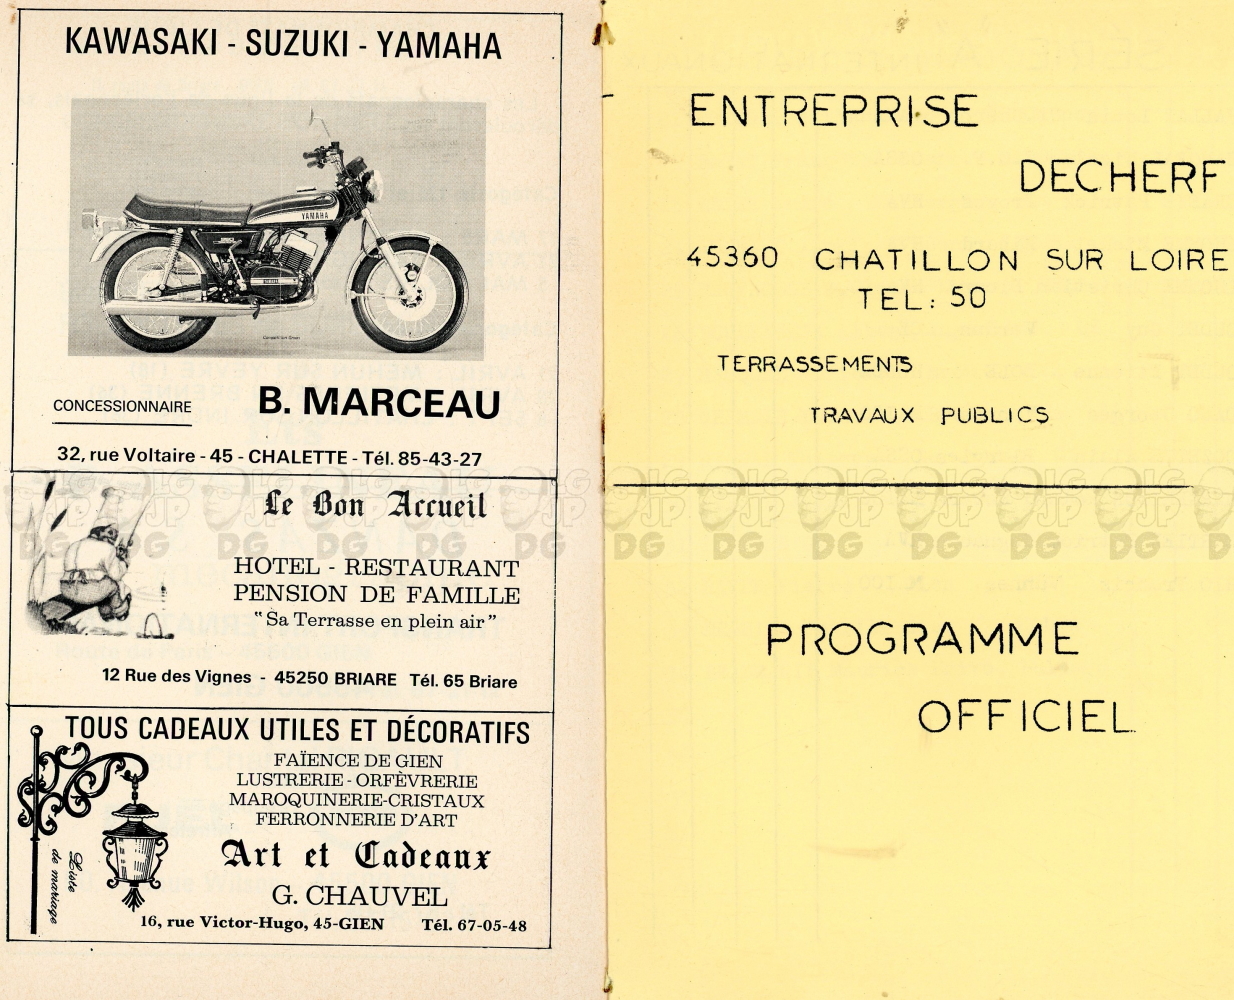 KAWASAKI - SUZUKI - YAMAHA
YAMAHA
CONCESSIONNAIRE
B. MARCEAU
32, rue Voltaire - 45 - CHALETTE - Tél. 85-43-27
Le Bon Accueil
HOTEL - RESTAURANT
PENSION DE FAMILLE
“Sa Terrasse en plein air”
12 Rue des Vignes - 45250 BRIARE Tél. 65 Briare
TOUS CADEAUX UTILES ET DÉCORATIFS
FAÏENCE DE GIEN
LUSTRERIE - ORFÈVRERIE
MAROQUINERIE-CRISTAUX
FERRONNERIE D'ART
Liste
de mariage
Art et Cadeaux
G. CHAUVEL
16, rue Victor-Hugo, 45-GIEN Tél. 67-05-48
ENTREPRISE
DECHERF
45360 CHATILLON SUR LOIRE
TEL: 50
TERRASSEMENTS
TRAVAUX PUBLICS
LG JP DG
PROGRAMME
OFFICIEL